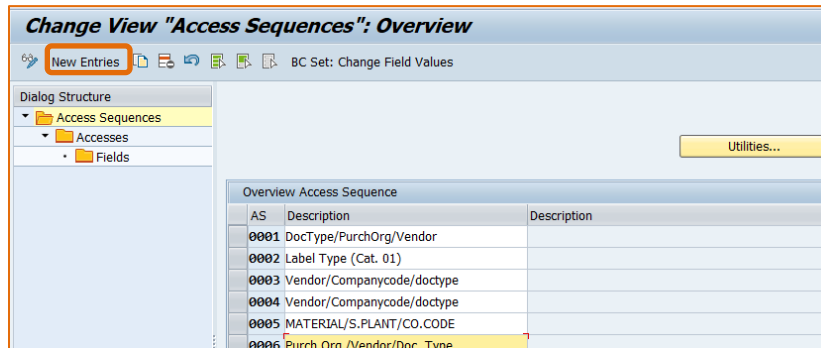 Change View "Access Sequences": Overview
New Entries BC Set: Change Field Values
Dialog Structure
Access Sequences
Accesses
Fields
Utilities...
Overview Access Sequence
AS Description Description
0001 DocType/PurchOrg/Vendor
0002 Label Type (Cat. 01)
0003 Vendor/Companycode/doctype
0004 Vendor/Companycode/doctype
0005 MATERIAL/S.PLANT/CO.CODE
0006 Purch.Org./Vendor/Doc. Type